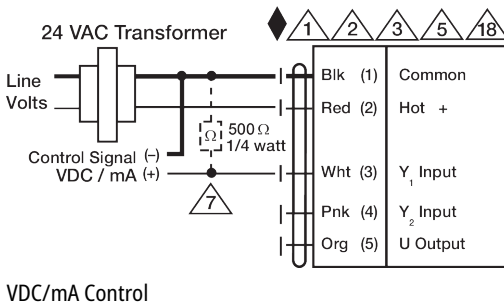 24 VAC Transformer
1 2 3 5 18
Line Volts
Blk (1) Common
Red (2) Hot +
Ω 500 Ω 1/4 watt
Control Signal (-)
VDC / mA (+)
Wht (3) Y1 Input
7
Pnk (4) Y2 Input
Org (5) U Output
VDC/mA Control